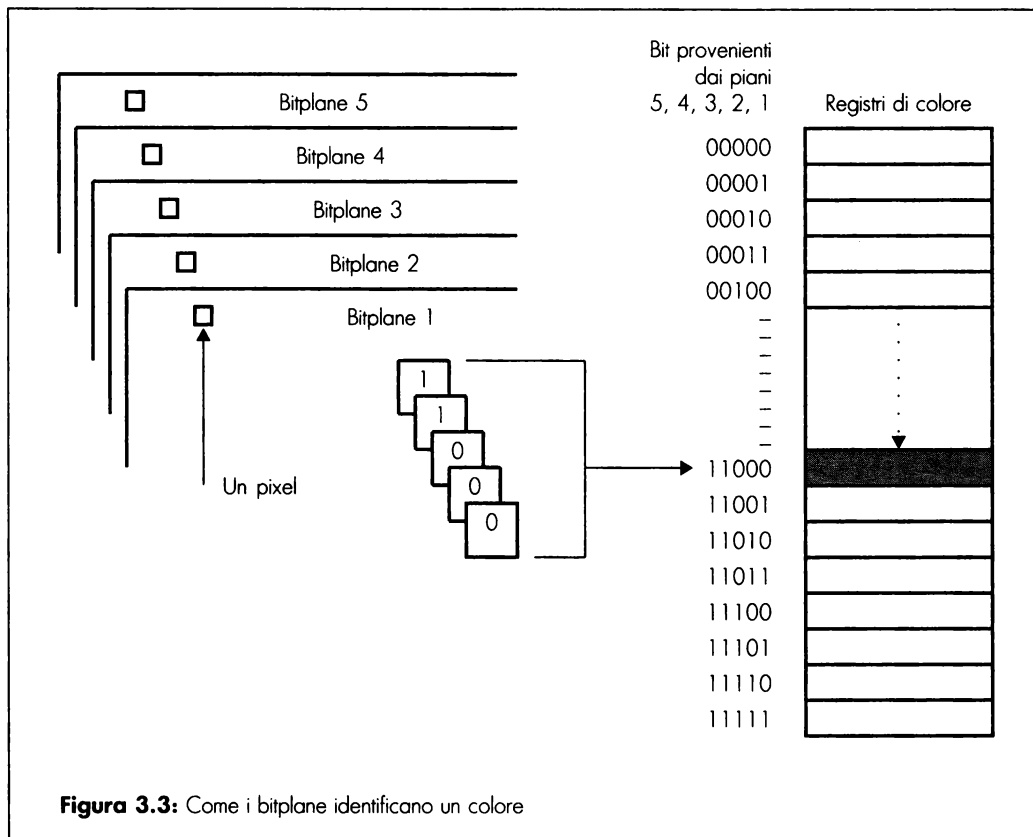 Bit provenienti
dai piani
5, 4, 3, 2, 1
Registri di colore
Bitplane 5
Bitplane 4
Bitplane 3
Bitplane 2
Bitplane 1
Un pixel
1
1
0
0
0
00000
00001
00010
00011
00100
–
–
–
–
–
–
–
–
11000
11001
11010
11011
11100
11101
11110
11111
Figura 3.3: Come i bitplane identificano un colore